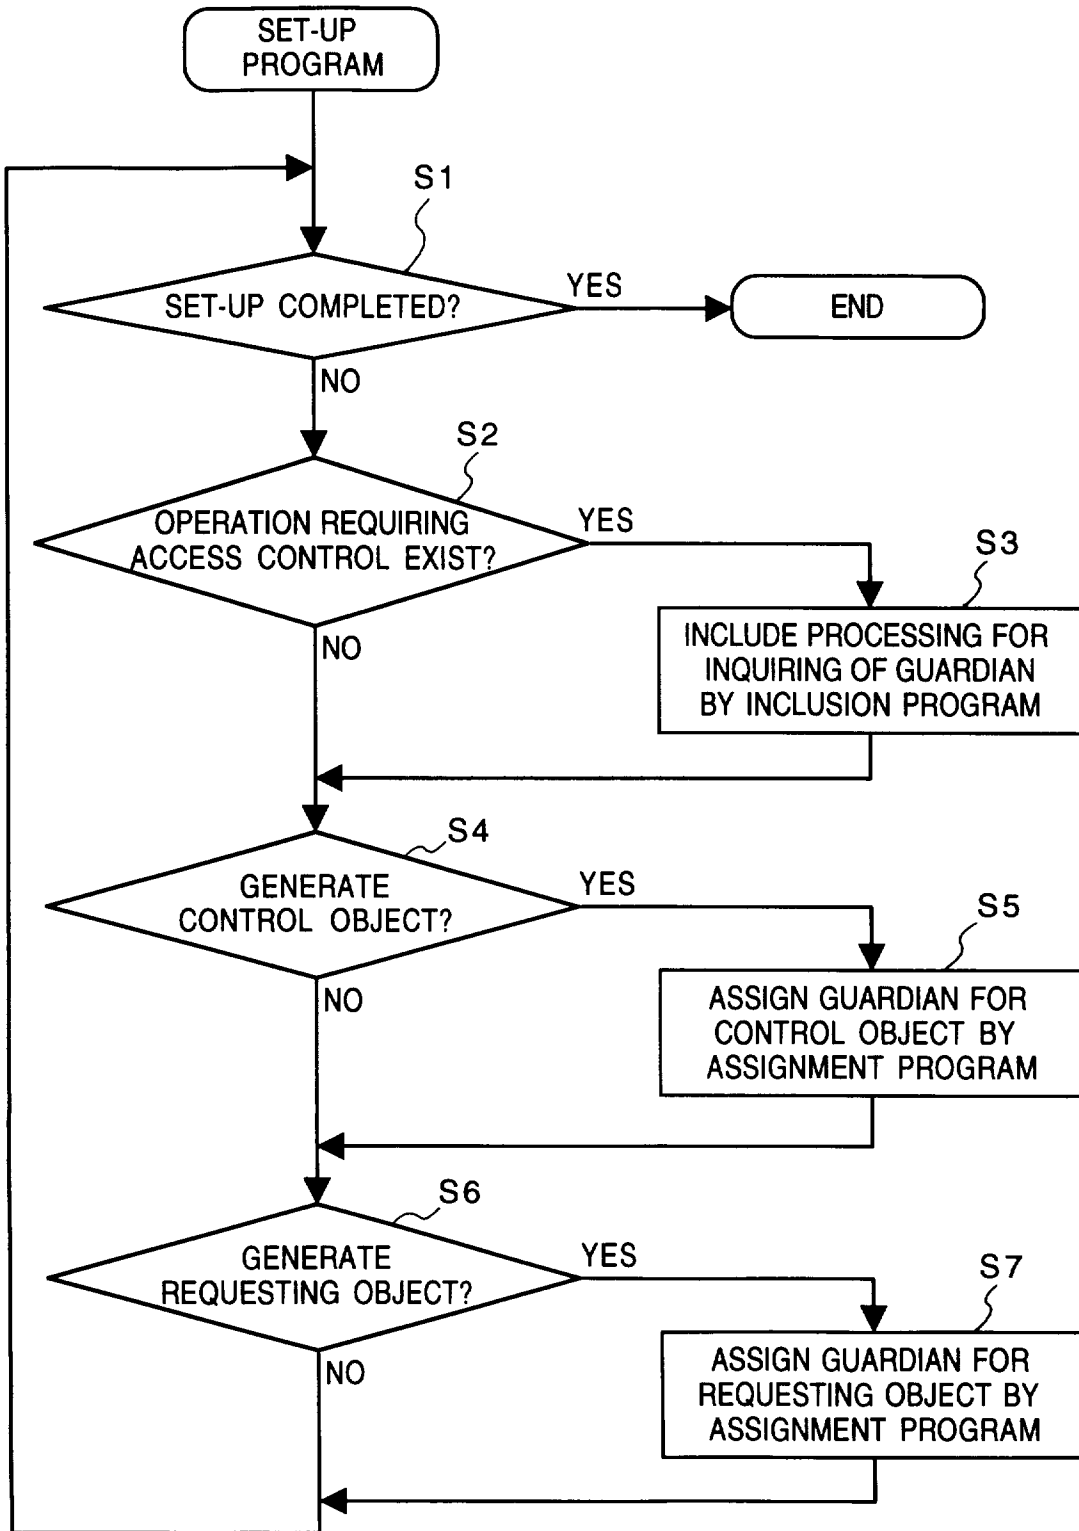 SET-UP
PROGRAM
S1
SET-UP COMPLETED?
YES
END
NO
S2
OPERATION REQUIRING
ACCESS CONTROL EXIST?
YES
S3
INCLUDE PROCESSING FOR
INQUIRING OF GUARDIAN
BY INCLUSION PROGRAM
NO
S4
GENERATE
CONTROL OBJECT?
YES
S5
ASSIGN GUARDIAN FOR
CONTROL OBJECT BY
ASSIGNMENT PROGRAM
NO
S6
GENERATE
REQUESTING OBJECT?
YES
S7
ASSIGN GUARDIAN FOR
REQUESTING OBJECT BY
ASSIGNMENT PROGRAM
NO